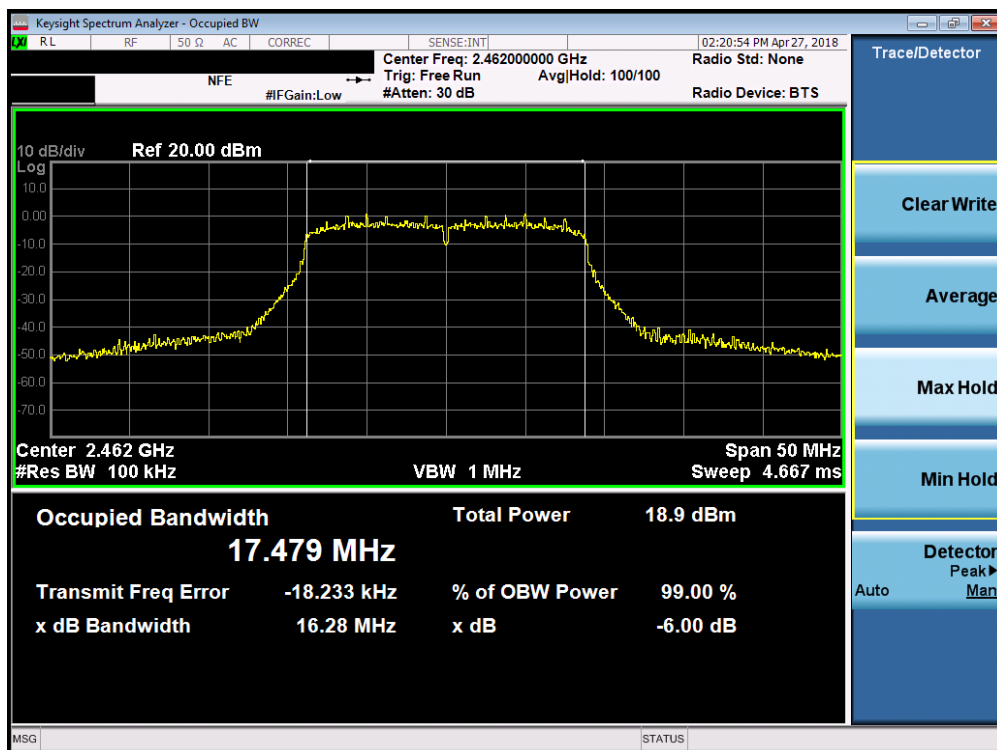 Keysight Spectrum Analyzer - Occupied BW
LXI RL RF 50 Ω AC CORREC SENSE:INT 02:20:54 PM Apr 27, 2018
Center Freq: 2.462000000 GHz Radio Std: None
NFE Trig: Free Run Avg|Hold: 100/100
#IFGain:Low #Atten: 30 dB Radio Device: BTS
10 dB/div Ref 20.00 dBm
Log
10.0
0.00
-10.0
-20.0
-30.0
-40.0
-50.0
-60.0
-70.0
Center 2.462 GHz Span 50 MHz
#Res BW 100 kHz VBW 1 MHz Sweep 4.667 ms
Occupied Bandwidth Total Power 18.9 dBm
17.479 MHz
Transmit Freq Error -18.233 kHz % of OBW Power 99.00 %
x dB Bandwidth 16.28 MHz x dB -6.00 dB
MSG STATUS
Trace/Detector
Clear Write
Average
Max Hold
Min Hold
Detector
Peak▶
Auto Man